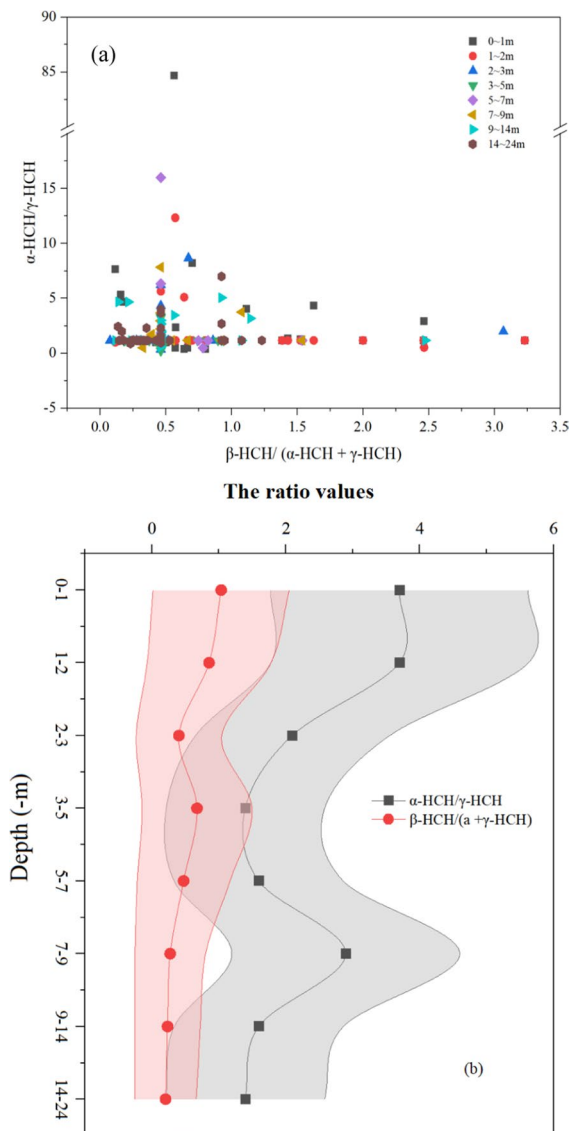 90
85
15
10
5
0
-5
α-HCH/γ-HCH
(a)
0~1m
1~2m
2~3m
3~5m
5~7m
7~9m
9~14m
14~24m
0.0 0.5 1.0 1.5 2.0 2.5 3.0 3.5
β-HCH/ (α-HCH + γ-HCH)
The ratio values
0 2 4 6
Depth (-m)
0-1
1-2
2-3
3-5
5-7
7-9
9-14
14-24
α-HCH/γ-HCH
β-HCH/(a +γ-HCH)
(b)